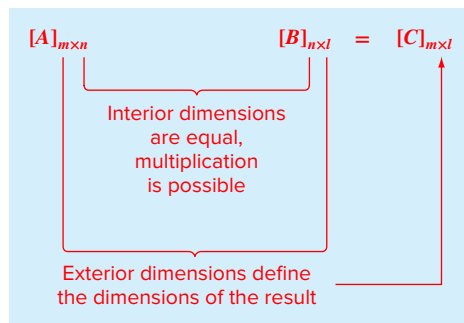 [A]m×n [B]n×l = [C]m×l
Interior dimensions
are equal,
multiplication
is possible
Exterior dimensions define
the dimensions of the result